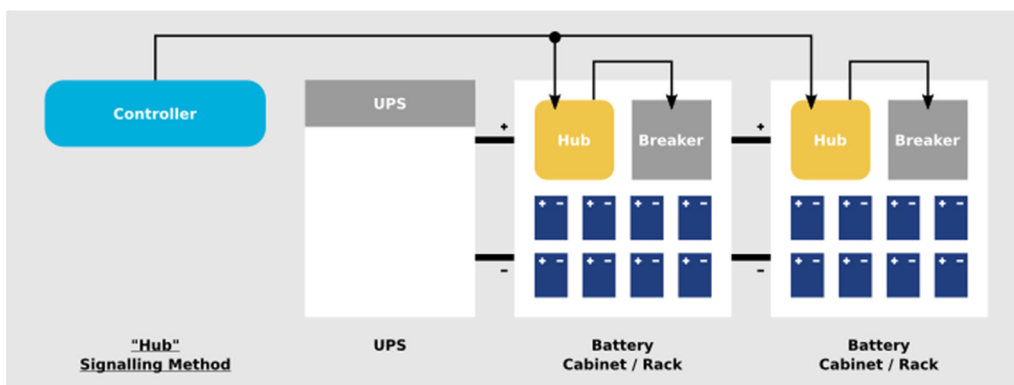 Controller
UPS
+
Hub
Breaker
+
Hub
Breaker
+ - + - + - + -
+ - + - + - + -
+ - + - + - + -
+ - + - + - + -
-
-
"Hub"
Signalling Method
UPS
Battery
Cabinet / Rack
Battery
Cabinet / Rack